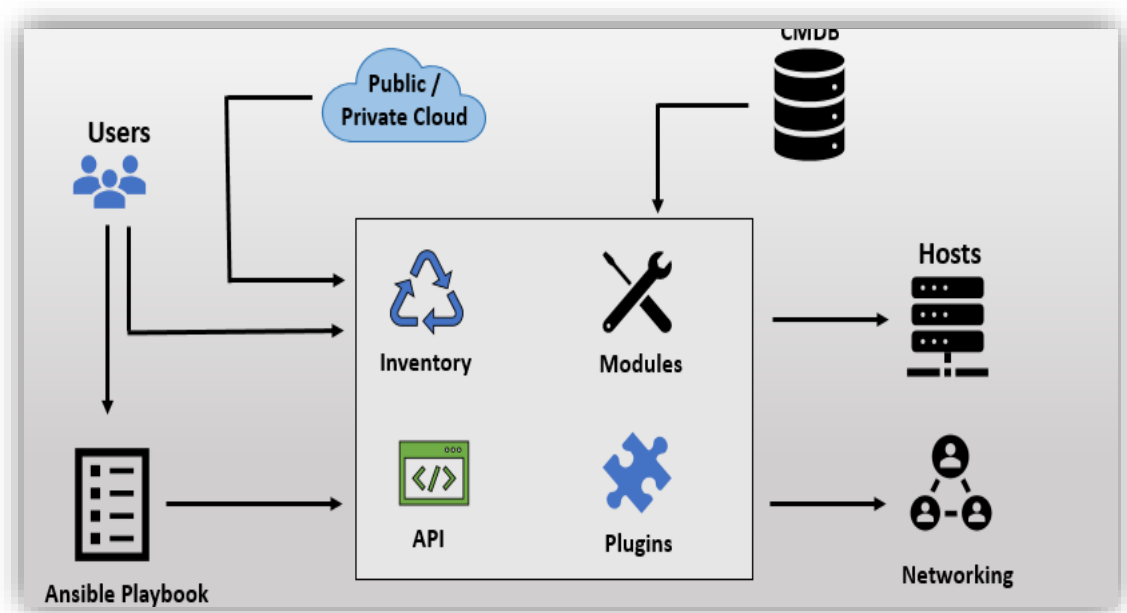 CMDB
Public /
Private Cloud
Users
Hosts
Inventory
Modules
</>
API
Plugins
Networking
Ansible Playbook